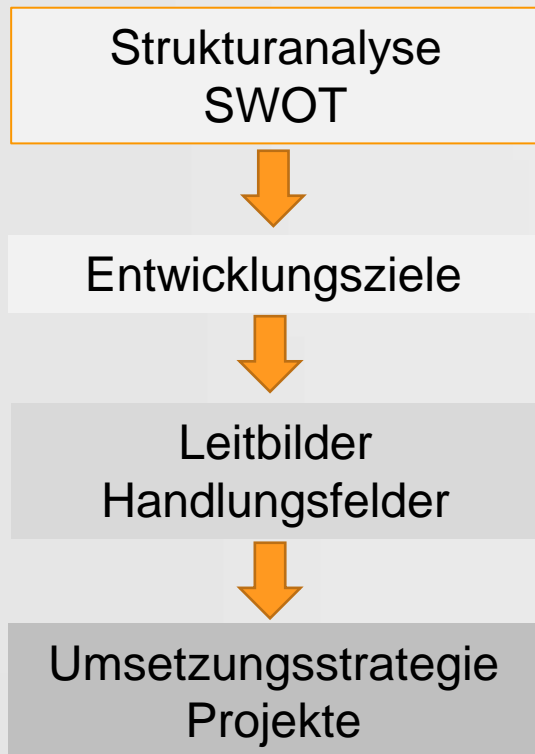 Strukturanalyse
SWOT
Entwicklungsziele
Leitbilder
Handlungsfelder
Umsetzungsstrategie
Projekte